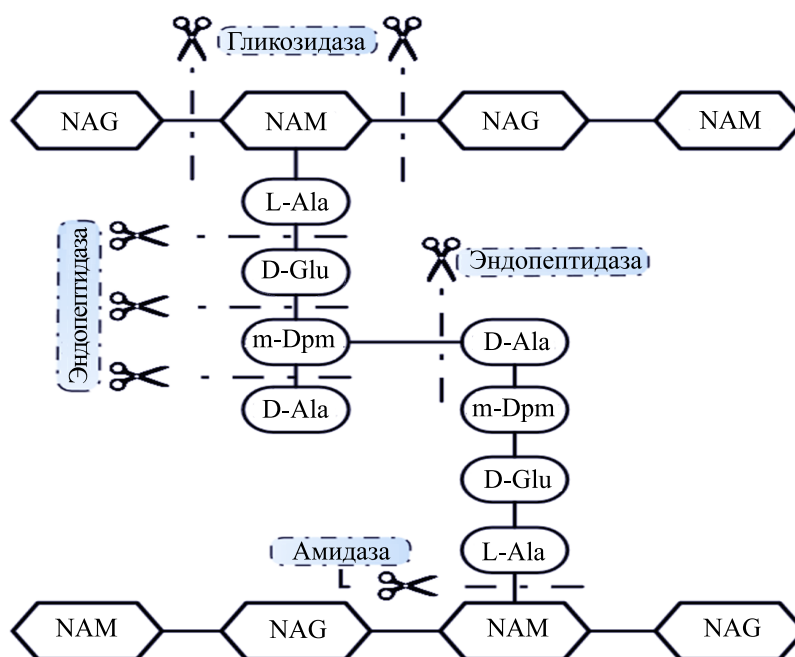 Гликозидаза
NAG
NAM
NAG
NAM
L-Ala
D-Glu
m-Dpm
D-Ala
Эндопептидаза
Эндопептидаза
D-Ala
m-Dpm
D-Glu
L-Ala
Амидаза
NAM
NAG
NAM
NAG